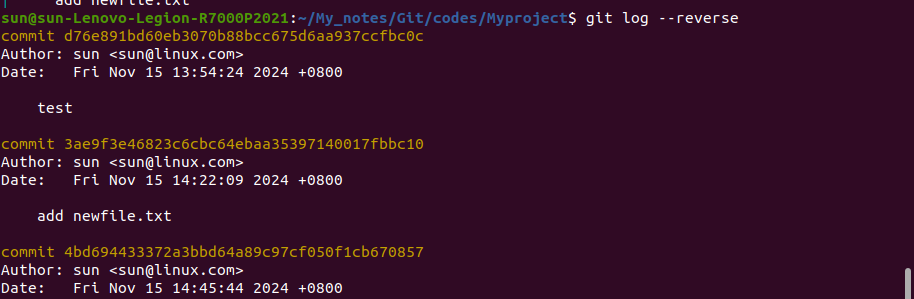 |     add newfile.txt
sun@sun-Lenovo-Legion-R7000P2021:~/My_notes/Git/codes/Myproject$ git log --reverse
commit d76e891bd60eb3070b88bcc675d6aa937ccfbc0c
Author: sun <sun@linux.com>
Date:   Fri Nov 15 13:54:24 2024 +0800
    test
commit 3ae9f3e46823c6cbc64ebaa35397140017fbbc10
Author: sun <sun@linux.com>
Date:   Fri Nov 15 14:22:09 2024 +0800
    add newfile.txt
commit 4bd694433372a3bbd64a89c97cf050f1cb670857
Author: sun <sun@linux.com>
Date:   Fri Nov 15 14:45:44 2024 +0800